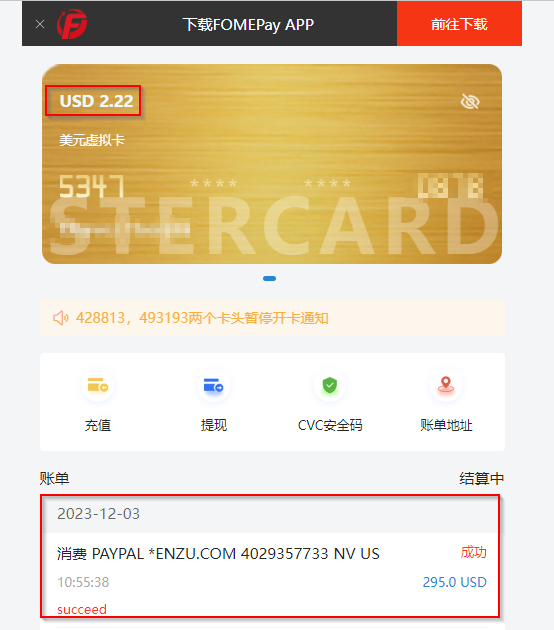 下载FOMEPay APP
前往下载
USD 2.22
美元虚拟卡
5347 **** ****
STERCARD
428813，493193两个卡头暂停开卡通知
充值
提现
CVC安全码
账单地址
账单
结算中
2023-12-03
消费 PAYPAL *ENZU.COM 4029357733 NV US
成功
10:55:38
295.0 USD
succeed